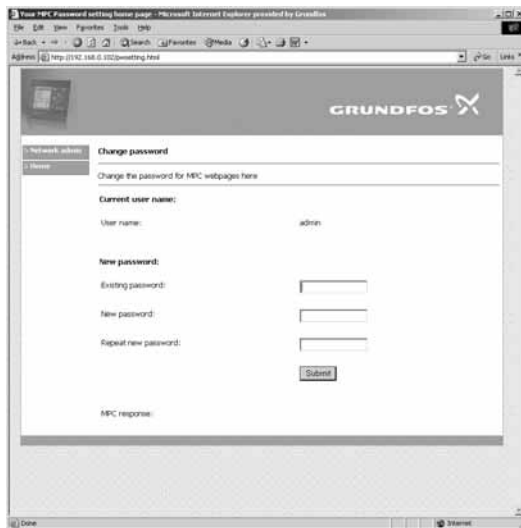 Your MPC Password setting home page - Microsoft Internet Explorer provided by Grundfos
File Edit View Favorites Tools Help
Back Search Favorites Media
Address http://192.168.0.102/pwsetting.html Go Links
GRUNDFOS
> Network admin
> Home
Change password
Change the password for MPC webpages here
Current user name:
User name: admin
New password:
Existing password:
New password:
Repeat new password:
Submit
MPC response:
Done Internet